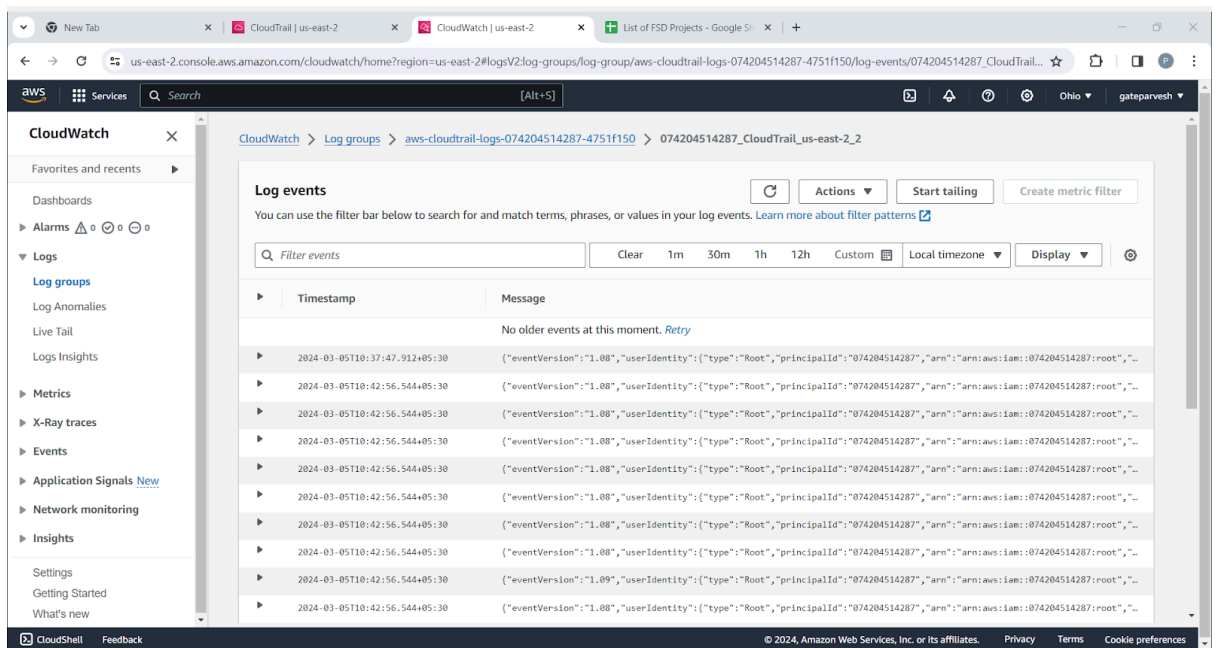 New Tab
CloudTrail | us-east-2
CloudWatch | us-east-2
List of FSD Projects - Google Sh
us-east-2.console.aws.amazon.com/cloudwatch/home?region=us-east-2#logsV2:log-groups/log-group/aws-cloudtrail-logs-074204514287-4751f150/log-events/074204514287_CloudTrail...
P
aws Services Search [Alt+S] Ohio ▼ gateparvesh ▼
CloudWatch
Favorites and recents
Dashboards
Alarms 0 0 0
Logs
Log groups
Log Anomalies
Live Tail
Logs Insights
Metrics
X-Ray traces
Events
Application Signals New
Network monitoring
Insights
Settings
Getting Started
What's new
CloudWatch > Log groups > aws-cloudtrail-logs-074204514287-4751f150 > 074204514287_CloudTrail_us-east-2_2
Log events
Actions ▼ Start tailing Create metric filter
You can use the filter bar below to search for and match terms, phrases, or values in your log events. Learn more about filter patterns
Filter events Clear 1m 30m 1h 12h Custom Local timezone ▼ Display ▼
Timestamp Message
No older events at this moment. Retry
2024-03-05T10:37:47.912+05:30 {"eventVersion":"1.08","userIdentity":{"type":"Root","principalId":"074204514287","arn":"arn:aws:iam::074204514287:root","…
2024-03-05T10:42:56.544+05:30 {"eventVersion":"1.08","userIdentity":{"type":"Root","principalId":"074204514287","arn":"arn:aws:iam::074204514287:root","…
2024-03-05T10:42:56.544+05:30 {"eventVersion":"1.08","userIdentity":{"type":"Root","principalId":"074204514287","arn":"arn:aws:iam::074204514287:root","…
2024-03-05T10:42:56.544+05:30 {"eventVersion":"1.08","userIdentity":{"type":"Root","principalId":"074204514287","arn":"arn:aws:iam::074204514287:root","…
2024-03-05T10:42:56.544+05:30 {"eventVersion":"1.08","userIdentity":{"type":"Root","principalId":"074204514287","arn":"arn:aws:iam::074204514287:root","…
2024-03-05T10:42:56.544+05:30 {"eventVersion":"1.08","userIdentity":{"type":"Root","principalId":"074204514287","arn":"arn:aws:iam::074204514287:root","…
2024-03-05T10:42:56.544+05:30 {"eventVersion":"1.08","userIdentity":{"type":"Root","principalId":"074204514287","arn":"arn:aws:iam::074204514287:root","…
2024-03-05T10:42:56.544+05:30 {"eventVersion":"1.08","userIdentity":{"type":"Root","principalId":"074204514287","arn":"arn:aws:iam::074204514287:root","…
2024-03-05T10:42:56.544+05:30 {"eventVersion":"1.09","userIdentity":{"type":"Root","principalId":"074204514287","arn":"arn:aws:iam::074204514287:root","…
2024-03-05T10:42:56.544+05:30 {"eventVersion":"1.08","userIdentity":{"type":"Root","principalId":"074204514287","arn":"arn:aws:iam::074204514287:root","…
CloudShell Feedback © 2024, Amazon Web Services, Inc. or its affiliates. Privacy Terms Cookie preferences